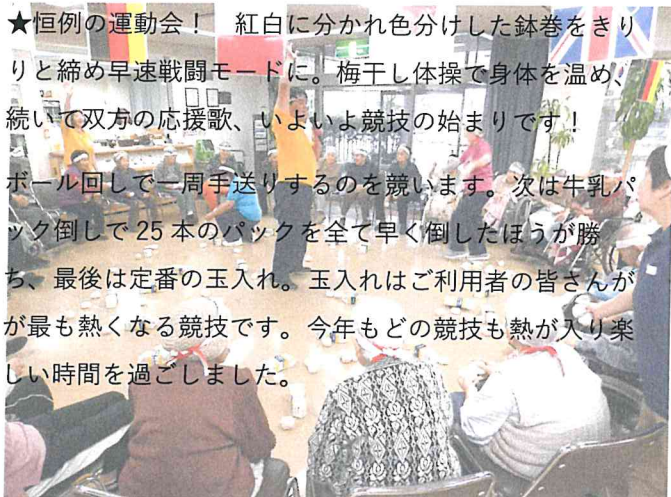 ★恒例の運動会！　紅白に分かれ色分けした鉢巻をきり
りと締め早速戦闘モードに。梅干し体操で身体を温め、
続いて双方の応援歌、いよいよ競技の始まりです！
ボール回しで一周手送りするのを競います。次は牛乳パ
ック倒しで 25 本のパックを全て早く倒したほうが勝
ち、最後は定番の玉入れ。玉入れはご利用者の皆さんが
が最も熱くなる競技です。今年もどの競技も熱が入り楽
しい時間を過ごしました。